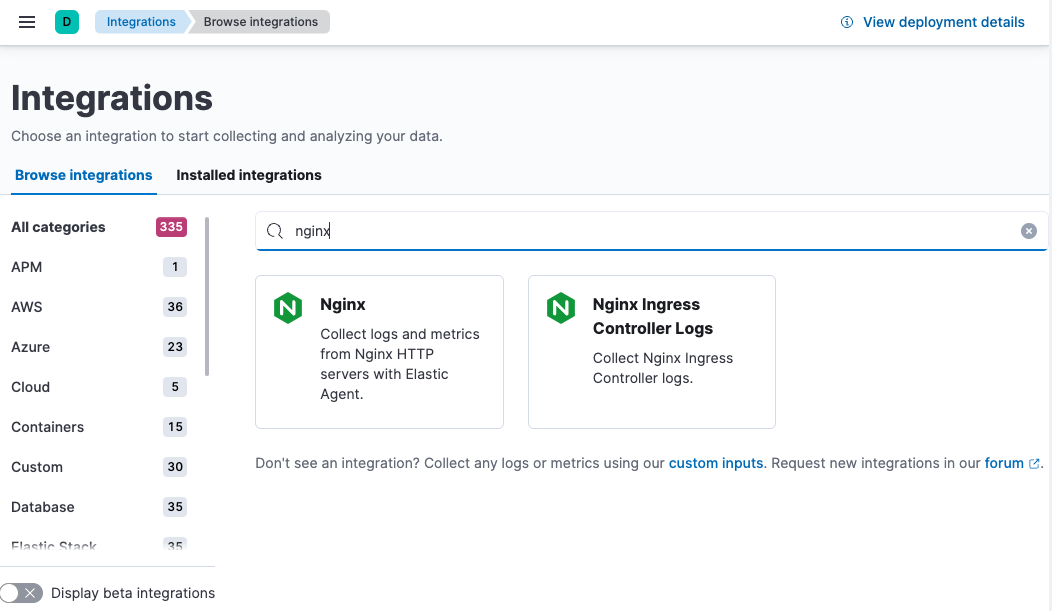 D Integrations Browse integrations View deployment details
Integrations
Choose an integration to start collecting and analyzing your data.
Browse integrations Installed integrations
All categories 335
APM 1
AWS 36
Azure 23
Cloud 5
Containers 15
Custom 30
Database 35
Elastic Stack 35
Display beta integrations
nginx
Nginx
Collect logs and metrics
from Nginx HTTP
servers with Elastic
Agent.
Nginx Ingress
Controller Logs
Collect Nginx Ingress
Controller logs.
Don't see an integration? Collect any logs or metrics using our custom inputs. Request new integrations in our forum.